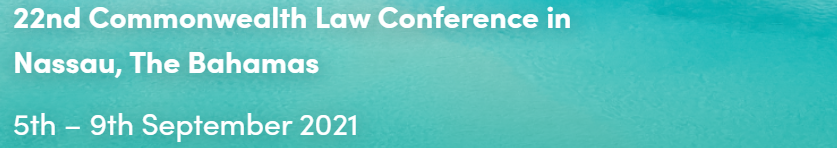 22nd Commonwealth Law Conference in
Nassau, The Bahamas
5th – 9th September 2021